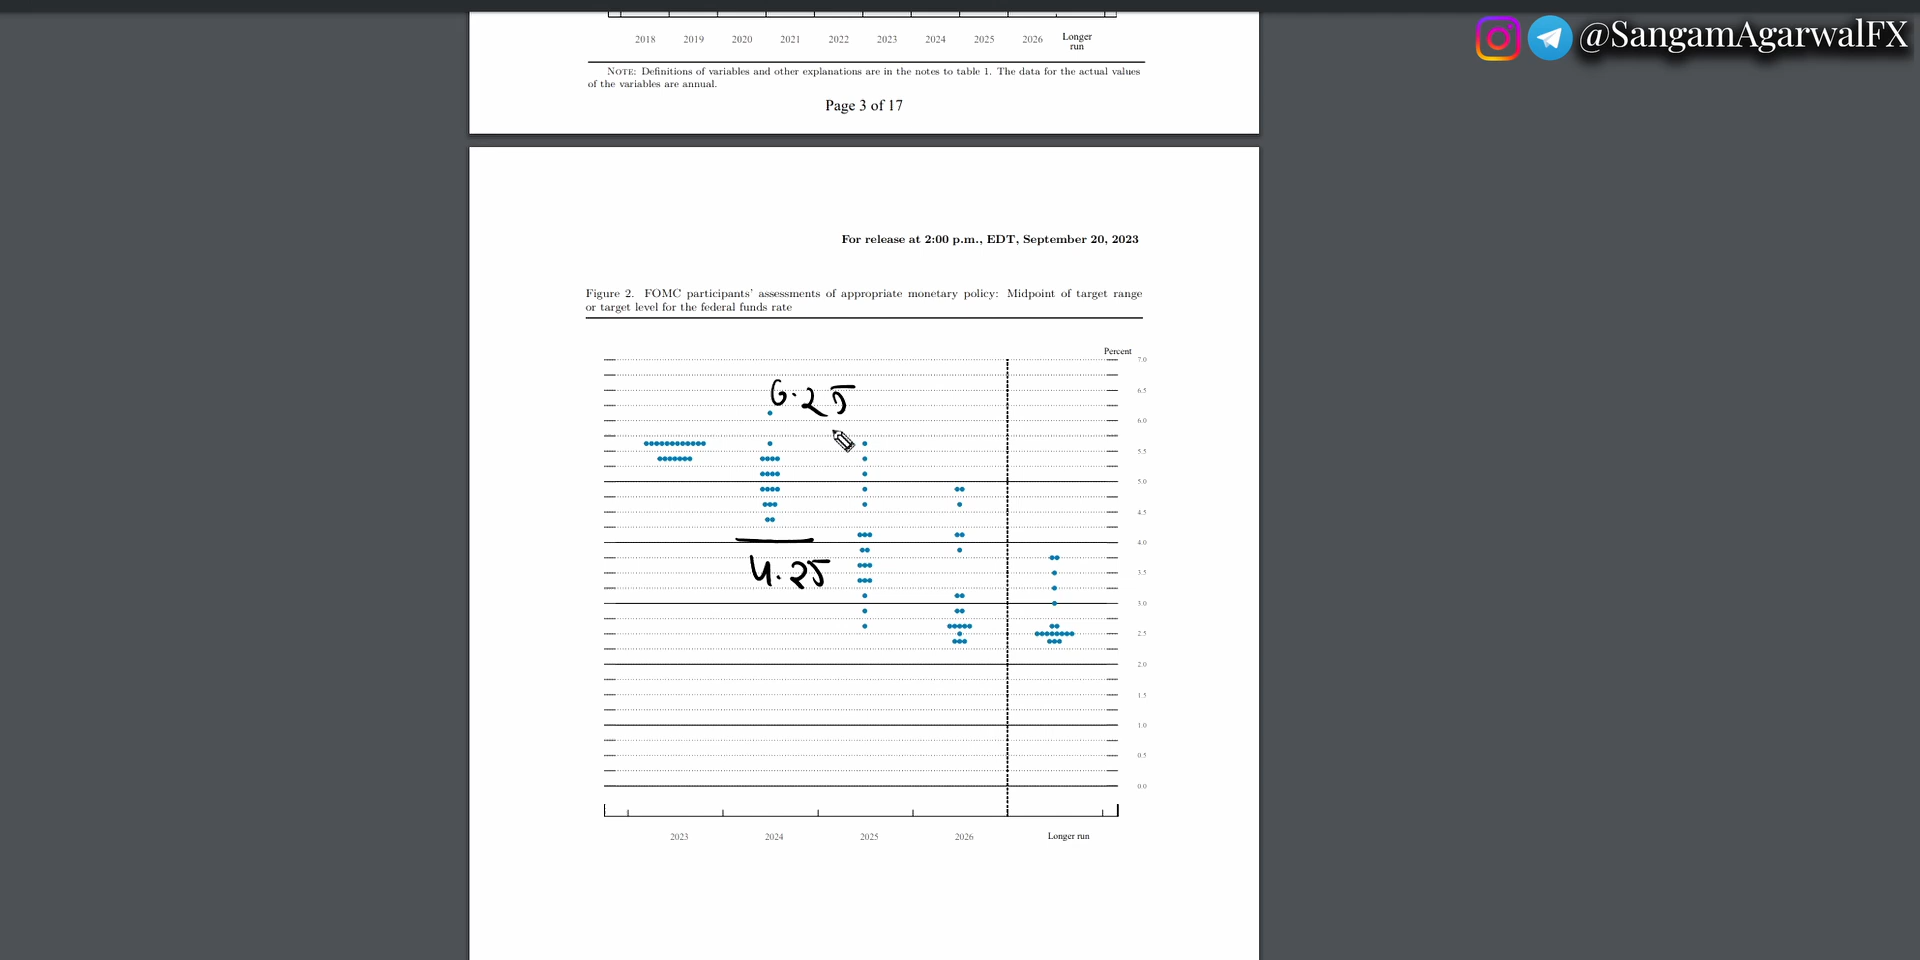 @SangamAgarwalFX
2018 2019 2020 2021 2022 2023 2024 2025 2026 Longer run
NOTE: Definitions of variables and other explanations are in the notes to table 1. The data for the actual values
of the variables are annual.
Page 3 of 17
For release at 2:00 p.m., EDT, September 20, 2023
Figure 2. FOMC participants' assessments of appropriate monetary policy: Midpoint of target range
or target level for the federal funds rate
Percent
7.0
6.5
6.25
6.0
5.5
5.0
4.5
4.0
4.25
3.5
3.0
2.5
2.0
1.5
1.0
0.5
0.0
2023 2024 2025 2026 Longer run